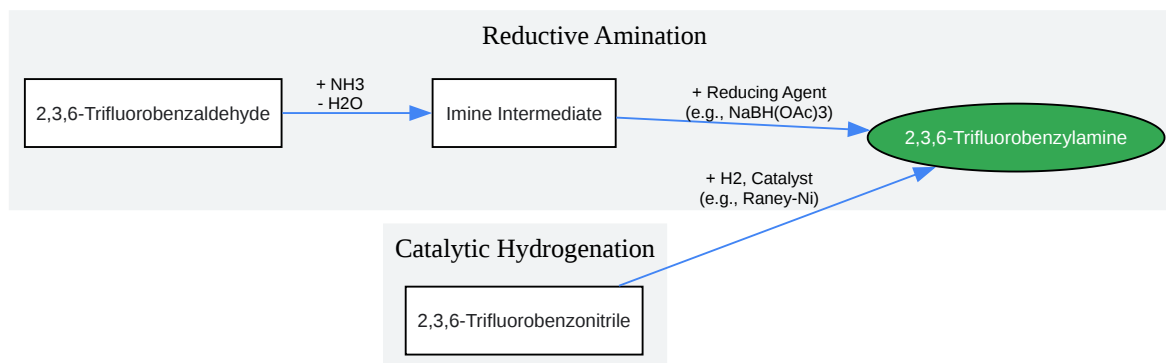 Reductive Amination
2,3,6-Trifluorobenzaldehyde
+ NH3
- H2O
Imine Intermediate
+ Reducing Agent
(e.g., NaBH(OAc)3)
2,3,6-Trifluorobenzylamine
+ H2, Catalyst
(e.g., Raney-Ni)
Catalytic Hydrogenation
2,3,6-Trifluorobenzonitrile